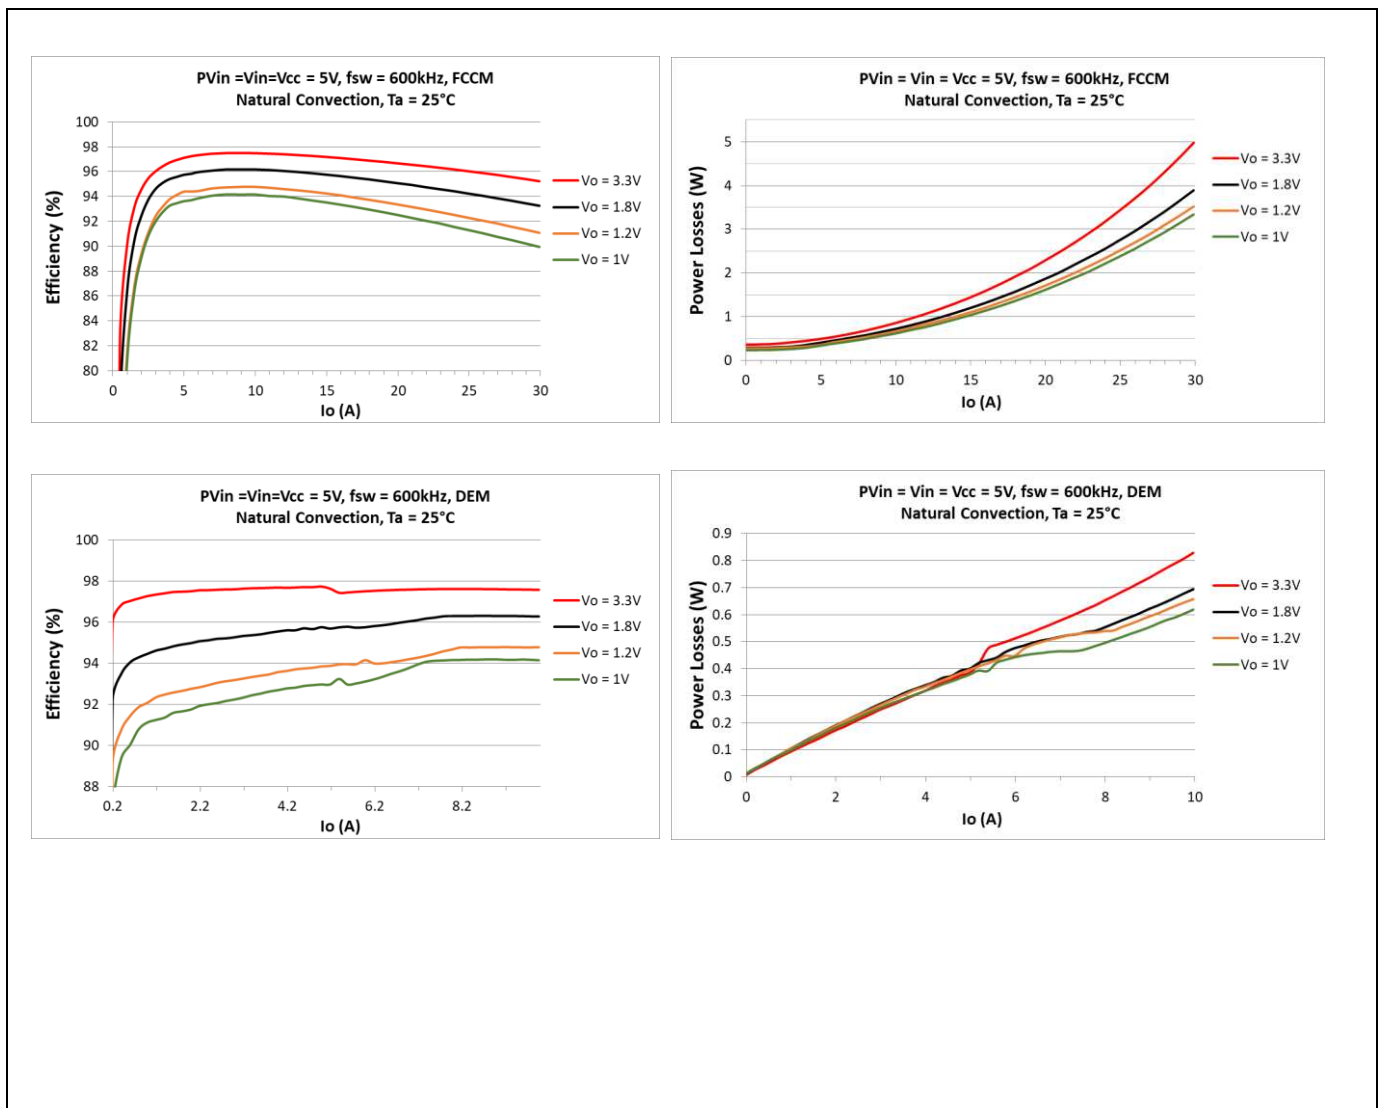 PVin =Vin=Vcc = 5V, fsw = 600kHz, FCCM
Natural Convection, Ta = 25°C
Efficiency (%)
100
98
96
94
92
90
88
86
84
82
80
0
5
10
15
20
25
30
Io (A)
Vo = 3.3V
Vo = 1.8V
Vo = 1.2V
Vo = 1V
PVin = Vin = Vcc = 5V, fsw = 600kHz, FCCM
Natural Convection, Ta = 25°C
Power Losses (W)
5
4
3
2
1
0
0
5
10
15
20
25
30
Io (A)
Vo = 3.3V
Vo = 1.8V
Vo = 1.2V
Vo = 1V
PVin =Vin=Vcc = 5V, fsw = 600kHz, DEM
Natural Convection, Ta = 25°C
Efficiency (%)
100
98
96
94
92
90
88
0.2
2.2
4.2
6.2
8.2
Io (A)
Vo = 3.3V
Vo = 1.8V
Vo = 1.2V
Vo = 1V
PVin = Vin = Vcc = 5V, fsw = 600kHz, DEM
Natural Convection, Ta = 25°C
Power Losses (W)
0.9
0.8
0.7
0.6
0.5
0.4
0.3
0.2
0.1
0
0
2
4
6
8
10
Io (A)
Vo = 3.3V
Vo = 1.8V
Vo = 1.2V
Vo = 1V